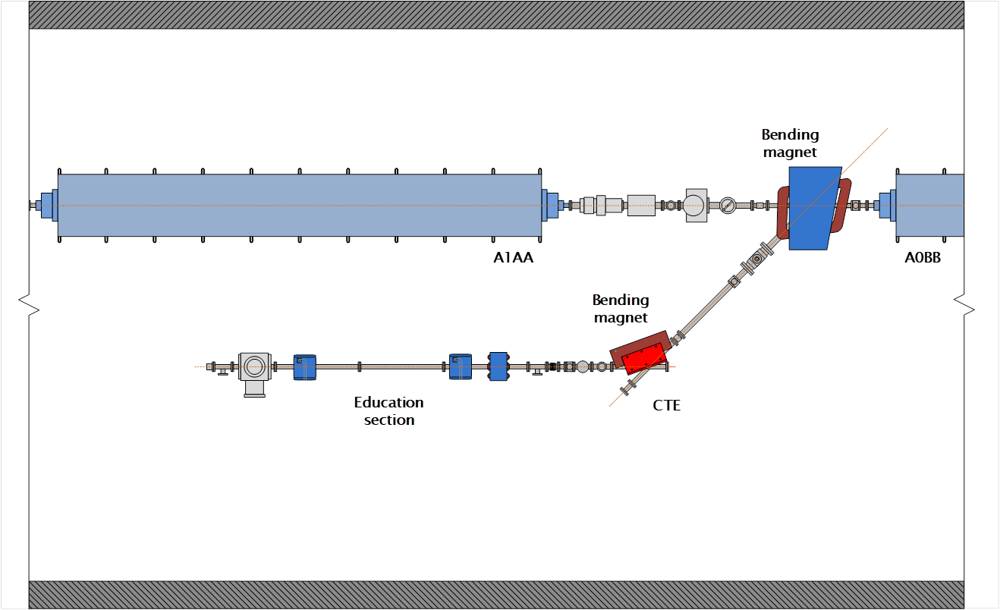 Bending
magnet
A1AA
A0BB
Bending
magnet
Education
section
CTE